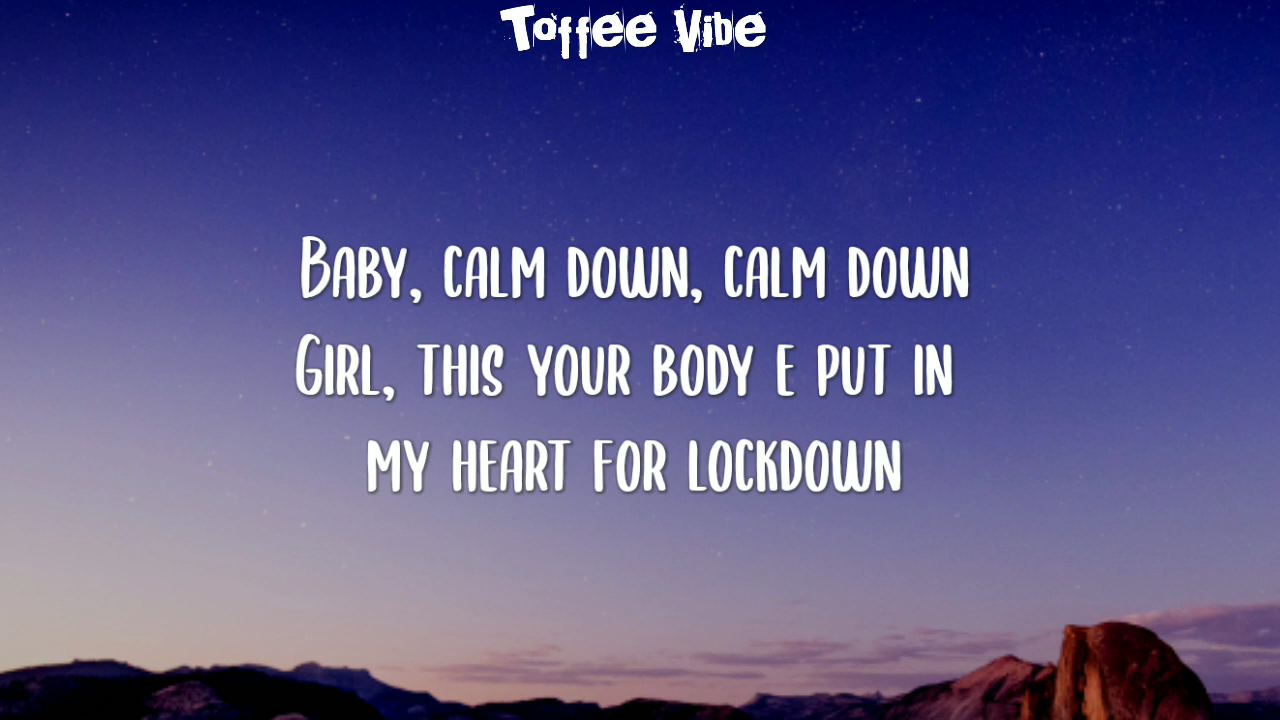 Toffee Vibe
Baby, calm down, calm down
Girl, this your body e put in
my heart for lockdown